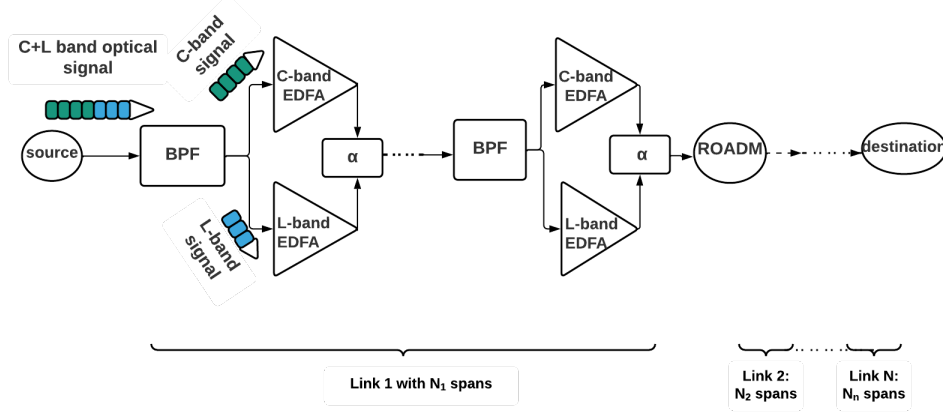 C+L band optical
signal
C-band
signal
source
BPF
C-band
EDFA
L-band
signal
L-band
EDFA
α
BPF
C-band
EDFA
L-band
EDFA
α
ROADM
destination
Link 1 with N₁ spans
Link 2:
N₂ spans
Link N:
Nₙ spans